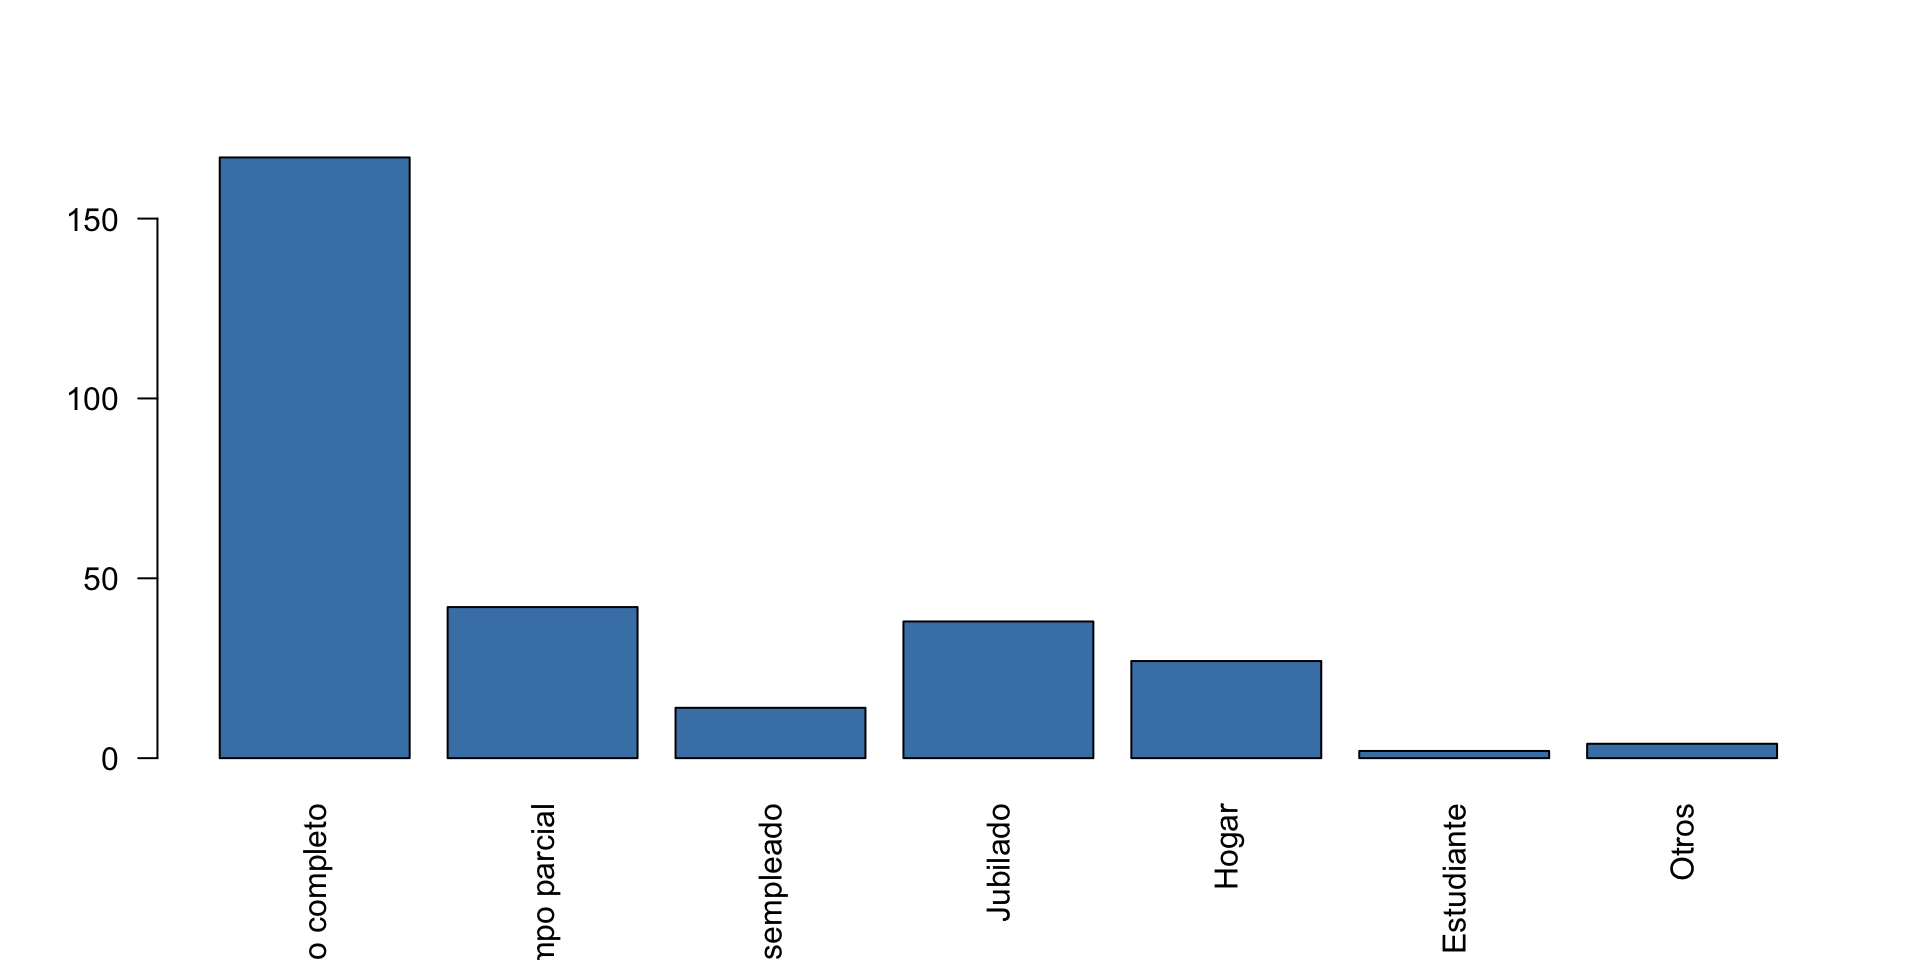 150
100
50
0
o completo
mpo parcial
sempleado
Jubilado
Hogar
Estudiante
Otros